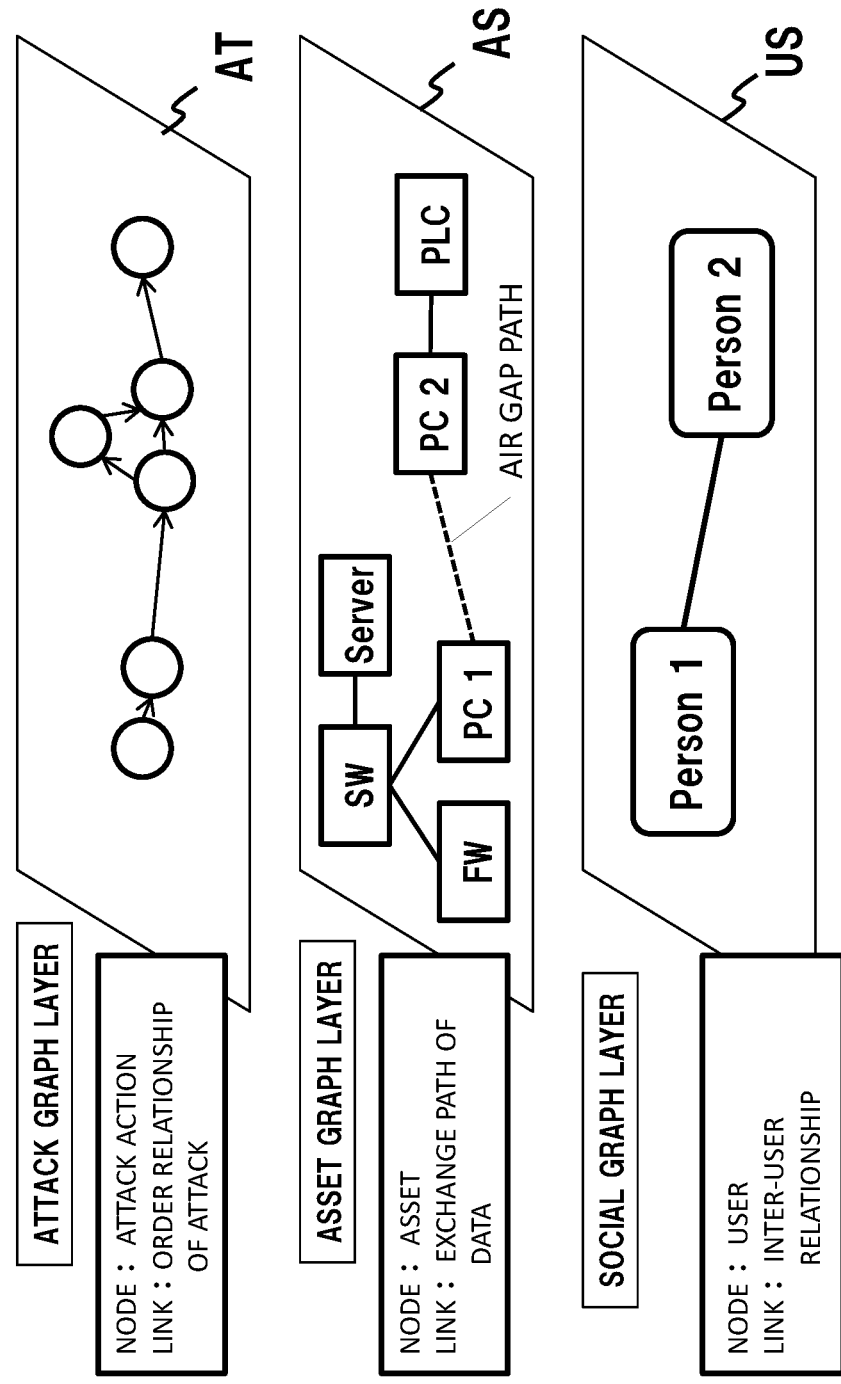 ATTACK GRAPH LAYER
NODE : ATTACK ACTION
LINK : ORDER RELATIONSHIP
OF ATTACK
AT
ASSET GRAPH LAYER
NODE : ASSET
LINK : EXCHANGE PATH OF
DATA
SW
Server
FW
PC 1
PC 2
PLC
AIR GAP PATH
AS
SOCIAL GRAPH LAYER
NODE : USER
LINK : INTER-USER
RELATIONSHIP
Person 1
Person 2
US